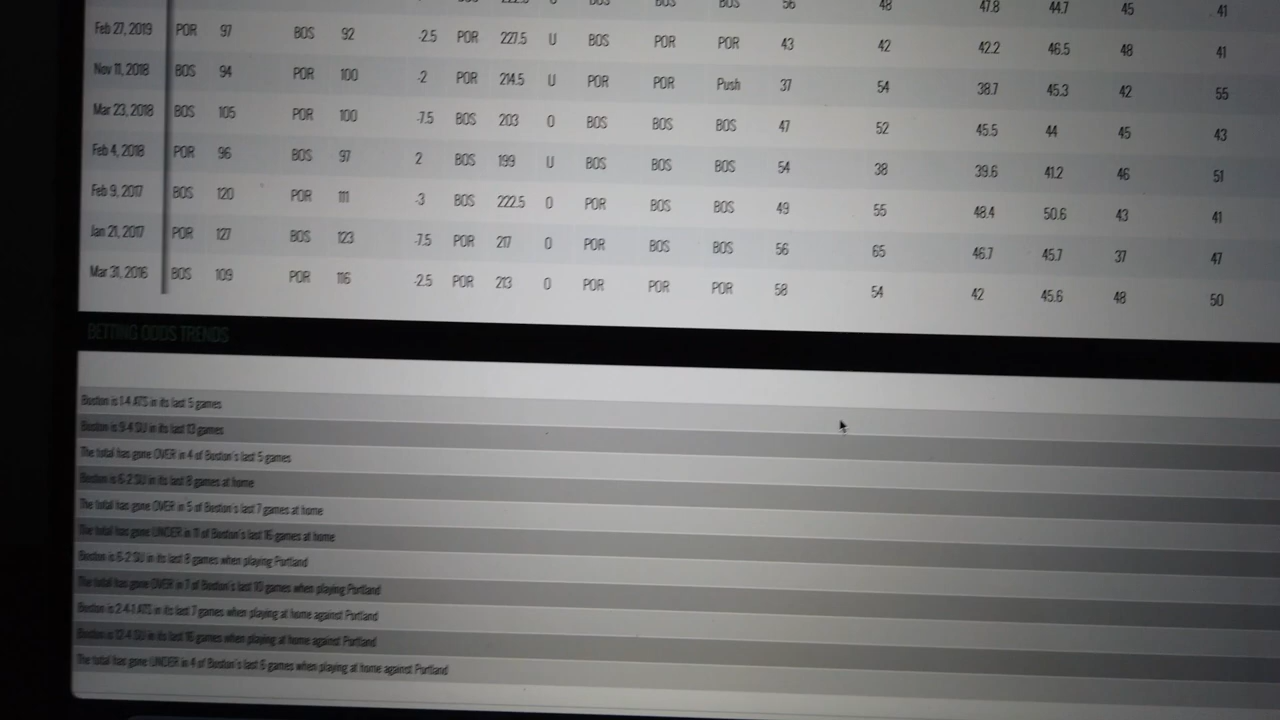 BOS BOS BOS 56 48 47.8 44.7 45 41
Feb 27, 2019 POR 97 BOS 92 -2.5 POR 227.5 U BOS POR POR 43 42 42.2 46.5 48 41
Nov 11, 2018 BOS 94 POR 100 -2 POR 214.5 U POR POR Push 37 54 38.7 45.3 42 55
Mar 23, 2018 BOS 105 POR 100 -7.5 BOS 203 O BOS BOS BOS 47 52 45.5 44 45 43
Feb 4, 2018 POR 96 BOS 97 2 BOS 199 U BOS BOS BOS 54 38 39.6 41.2 46 51
Feb 9, 2017 BOS 120 POR 111 -3 BOS 222.5 O POR BOS BOS 49 55 48.4 50.6 43 41
Jan 21, 2017 POR 127 BOS 123 -7.5 POR 217 O POR BOS BOS 56 65 46.7 45.7 37 47
Mar 31, 2016 BOS 109 POR 116 -2.5 POR 213 O POR POR POR 58 54 42 45.6 48 50
BETTING ODDS TRENDS
Boston is 1-4 ATS in its last 5 games
Boston is 9-4 SU in its last 13 games
The total has gone OVER in 4 of Boston's last 5 games
Boston is 6-2 SU in its last 8 games at home
The total has gone OVER in 5 of Boston's last 7 games at home
The total has gone UNDER in 11 of Boston's last 16 games at home
Boston is 6-2 SU in its last 8 games when playing Portland
The total has gone OVER in 7 of Boston's last 10 games when playing Portland
Boston is 2-4-1 ATS in its last 7 games when playing at home against Portland
Boston is 12-4 SU in its last 16 games when playing at home against Portland
The total has gone UNDER in 4 of Boston's last 6 games when playing at home against Portland